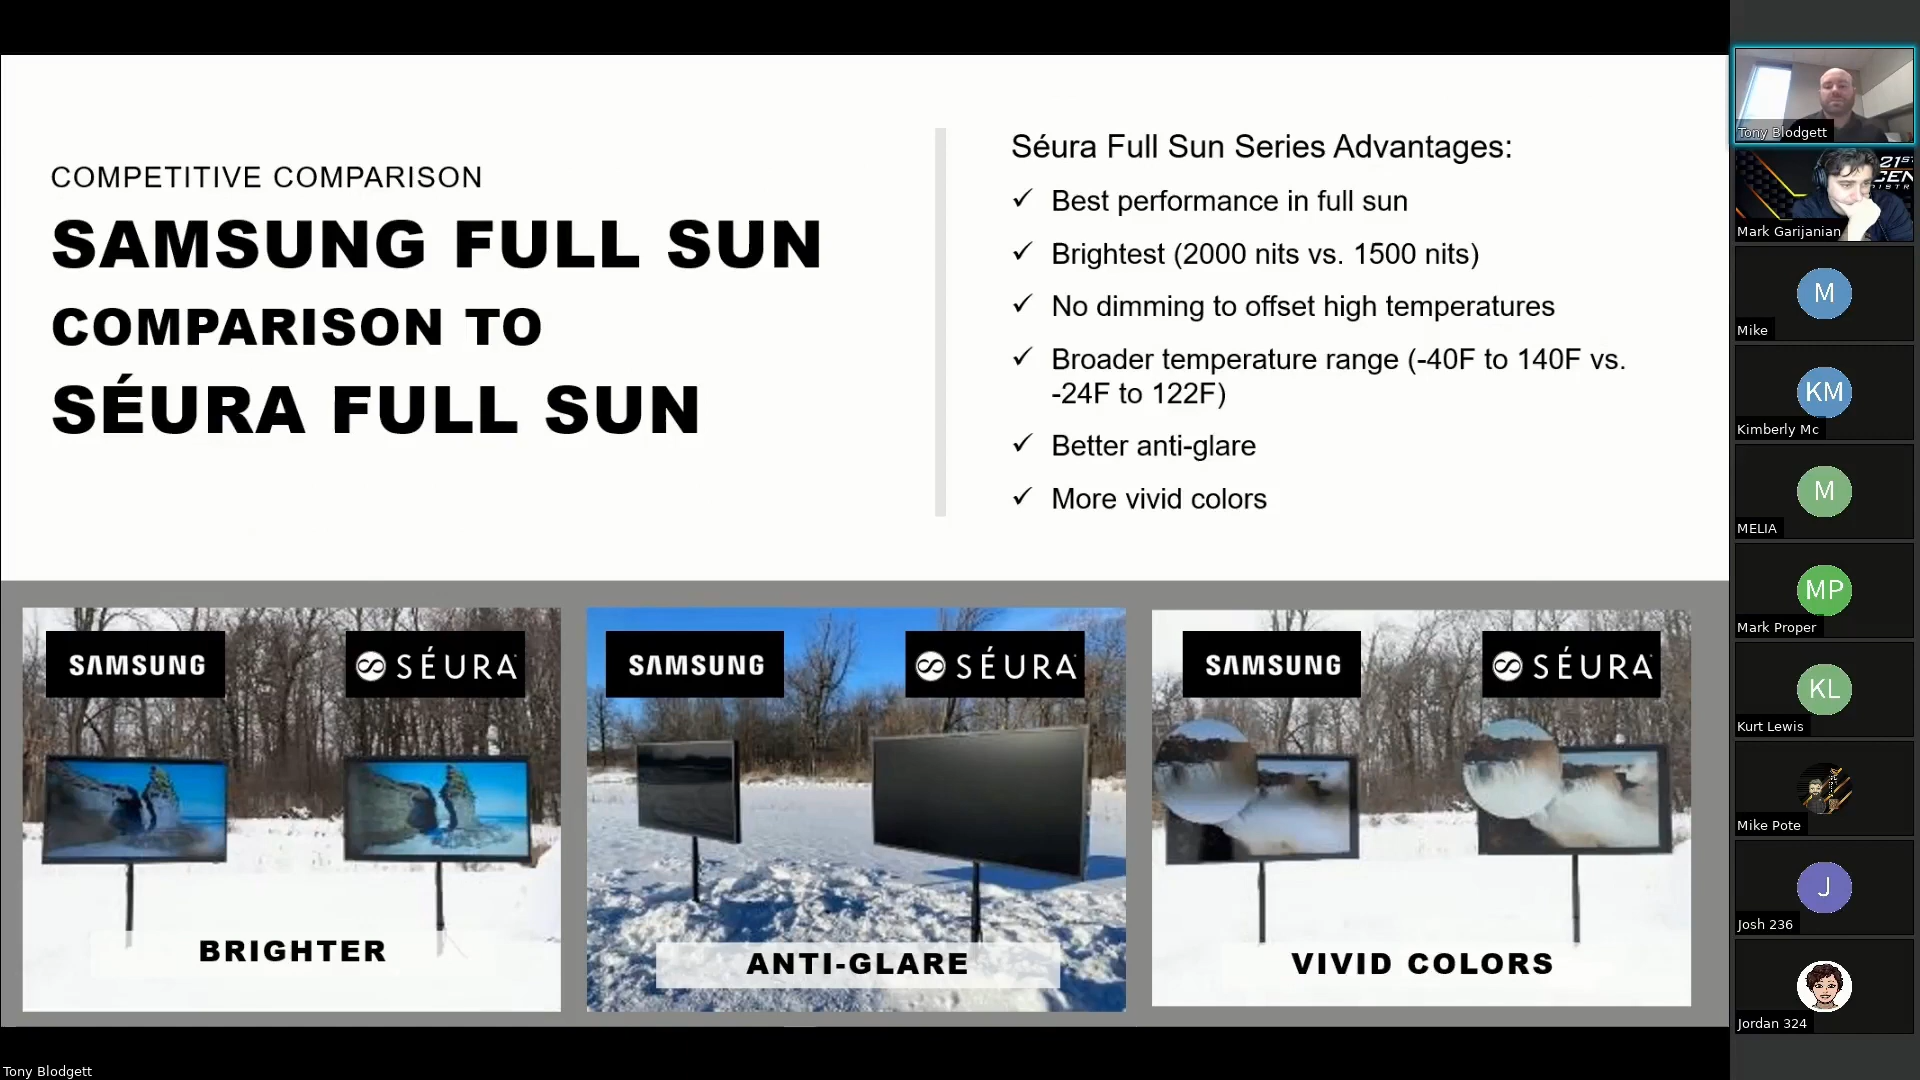 COMPETITIVE COMPARISON
SAMSUNG FULL SUN
COMPARISON TO
SÉURA FULL SUN
Séura Full Sun Series Advantages:
✓ Best performance in full sun
✓ Brightest (2000 nits vs. 1500 nits)
✓ No dimming to offset high temperatures
✓ Broader temperature range (-40F to 140F vs.
-24F to 122F)
✓ Better anti-glare
✓ More vivid colors
SAMSUNG
SÉURA
BRIGHTER
SAMSUNG
SÉURA
ANTI-GLARE
SAMSUNG
SÉURA
VIVID COLORS
Tony Blodgett
21ST
CEN
DISTR
Mark Garijanian
M
Mike
KM
Kimberly Mc
M
MELIA
MP
Mark Proper
KL
Kurt Lewis
Mike Pote
J
Josh 236
Jordan 324
Tony Blodgett